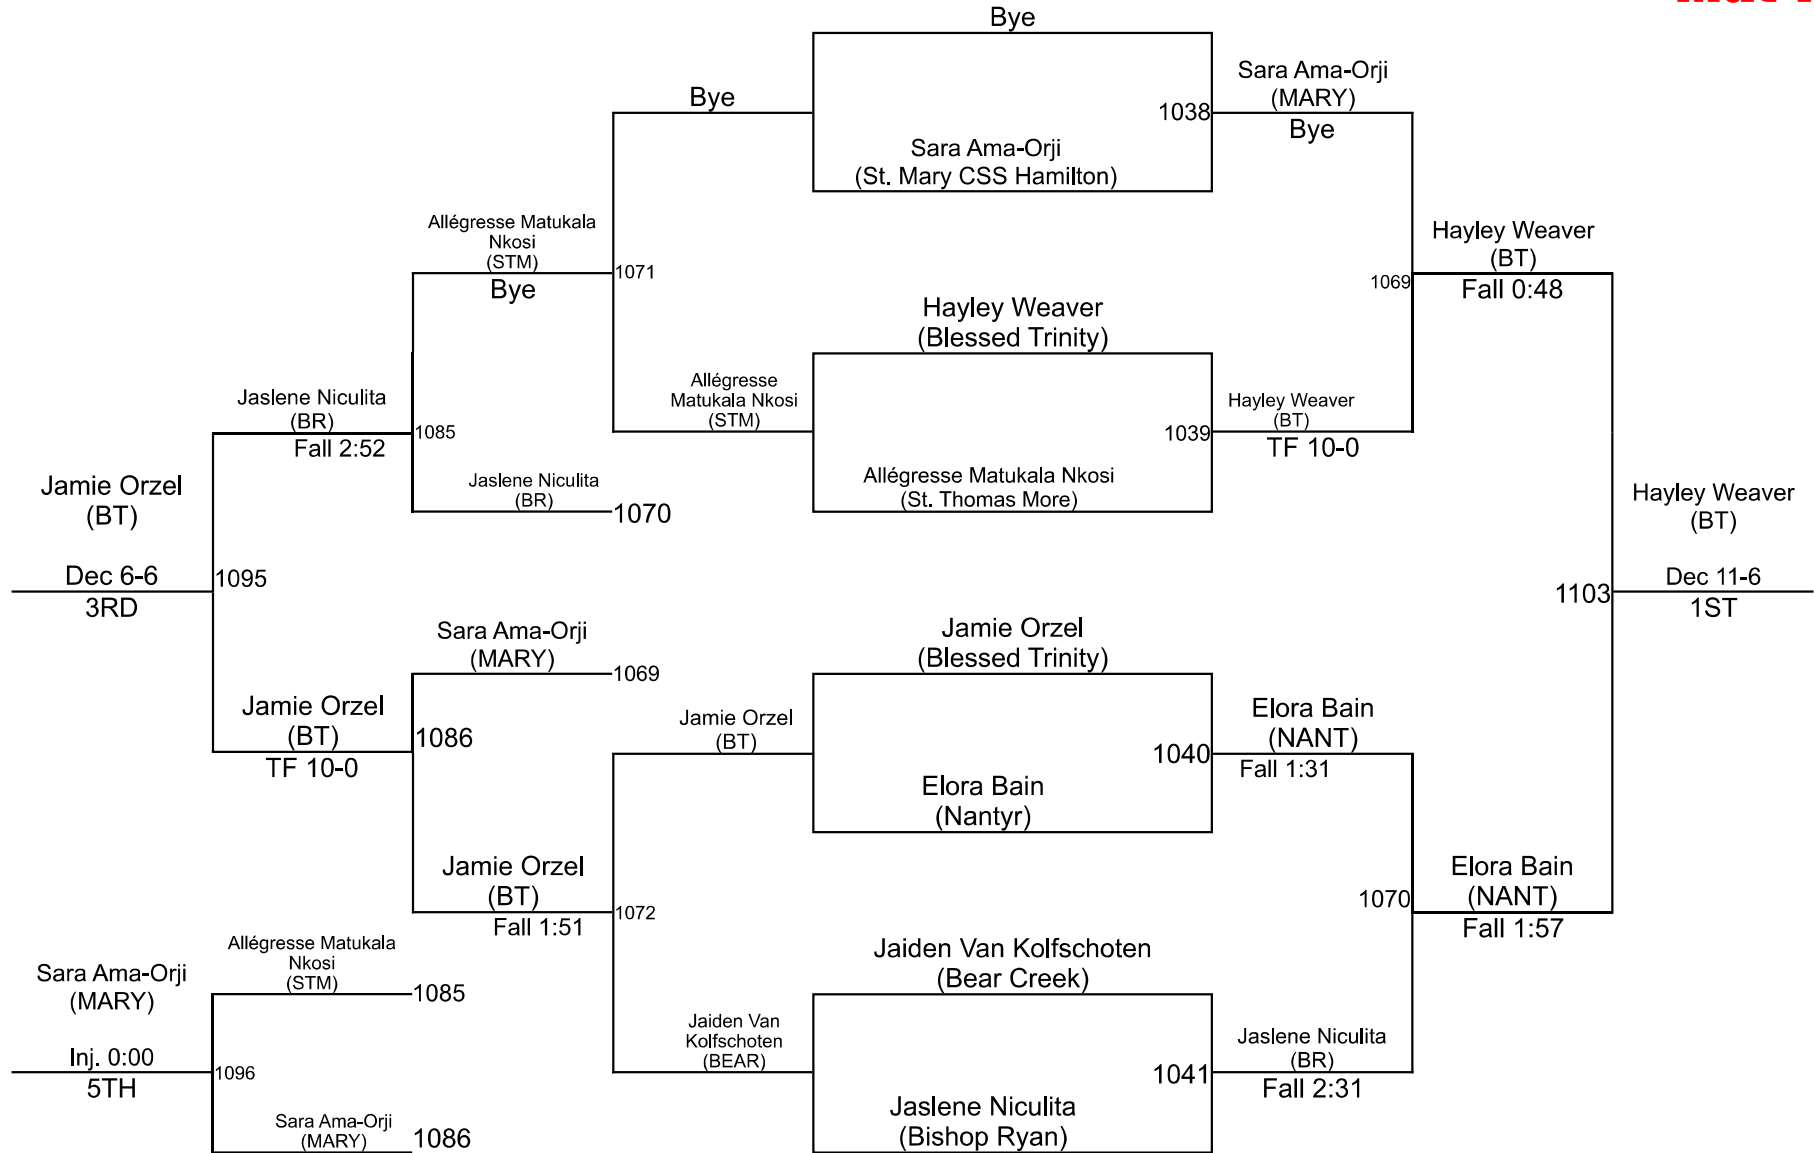 Bye
Sara Ama-Orji
(MARY)
Bye
1038
Bye
Sara Ama-Orji
(St. Mary CSS Hamilton)
Allégresse Matukala
Nkosi
(STM)
Bye
1071
Hayley Weaver
(BT)
Fall 0:48
1069
Hayley Weaver
(Blessed Trinity)
Allégresse
Matukala Nkosi
(STM)
Hayley Weaver
(BT)
TF 10-0
1039
Jaslene Niculita
(BR)
Fall 2:52
1085
Allégresse Matukala Nkosi
(St. Thomas More)
Jaslene Niculita
(BR)
1070
Jamie Orzel
(BT)
Dec 6-6
3RD
1095
Hayley Weaver
(BT)
Dec 11-6
1ST
1103
Sara Ama-Orji
(MARY)
1069
Jamie Orzel
(Blessed Trinity)
Jamie Orzel
(BT)
TF 10-0
1086
Jamie Orzel
(BT)
1040
Elora Bain
(NANT)
Fall 1:31
Elora Bain
(Nantyr)
Jamie Orzel
(BT)
Fall 1:51
1072
1070
Elora Bain
(NANT)
Fall 1:57
Allégresse Matukala
Nkosi
(STM)
1085
Jaiden Van Kolfschoten
(Bear Creek)
Sara Ama-Orji
(MARY)
Inj. 0:00
5TH
1096
Jaiden Van
Kolfschoten
(BEAR)
1041
Jaslene Niculita
(BR)
Fall 2:31
Sara Ama-Orji
(MARY)
1086
Jaslene Niculita
(Bishop Ryan)